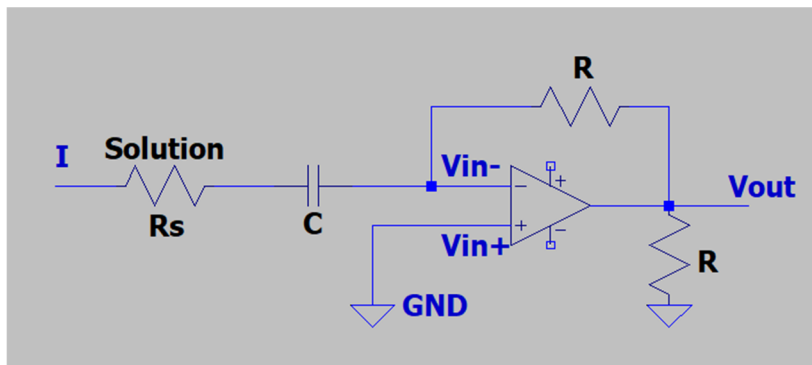 R
I
Solution
Vin-
Rs
C
Vin+
Vout
R
GND